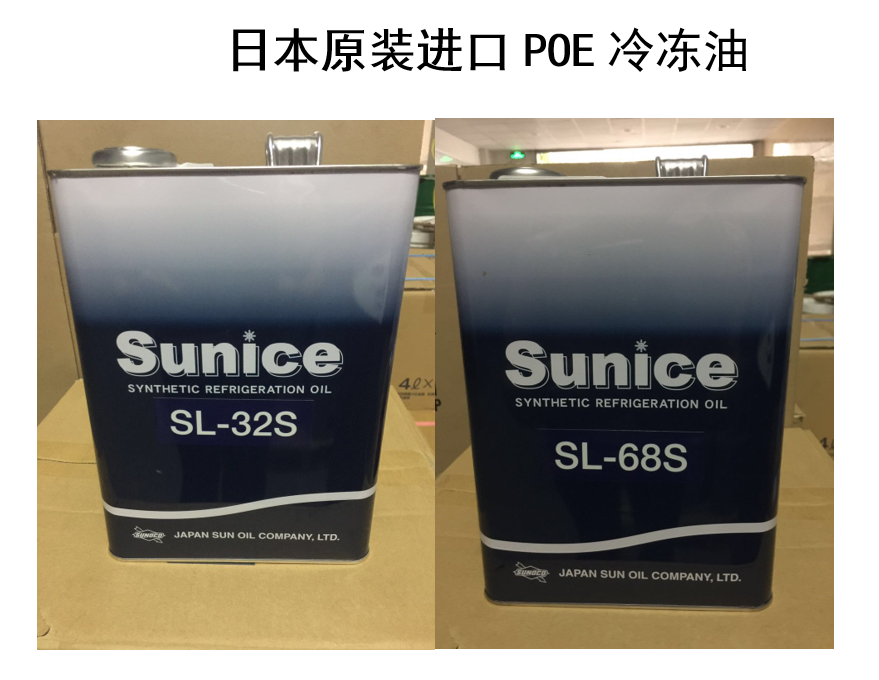 日本原装进口 POE 冷冻油
Sunice
SYNTHETIC REFRIGERATION OIL
SL-32S
SUNOCO
JAPAN SUN OIL COMPANY, LTD.
4ℓ×
Sunice
SYNTHETIC REFRIGERATION OIL
SL-68S
SUNOCO
JAPAN SUN OIL COMPANY, LTD.